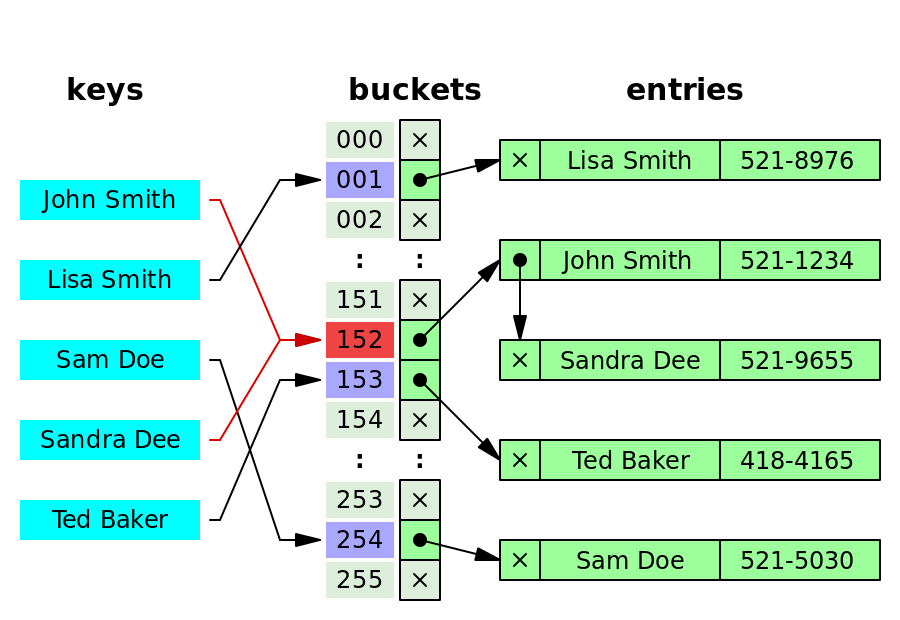 keys buckets entries
000 ×
× Lisa Smith 521-8976
001
John Smith
002 ×
: :
John Smith 521-1234
Lisa Smith
151 ×
152
Sam Doe
× Sandra Dee 521-9655
153
154 ×
Sandra Dee
: :
× Ted Baker 418-4165
253 ×
Ted Baker
254
× Sam Doe 521-5030
255 ×